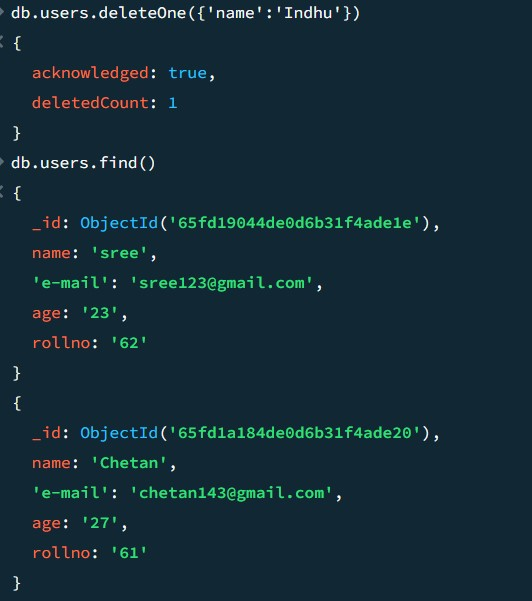 db.users.deleteOne({'name':'Indhu'})
{
acknowledged: true,
deletedCount: 1
}
db.users.find()
{
_id: ObjectId('65fd19044de0d6b31f4ade1e'),
name: 'sree',
'e-mail': 'sree123@gmail.com',
age: '23',
rollno: '62'
}
{
_id: ObjectId('65fd1a184de0d6b31f4ade20'),
name: 'Chetan',
'e-mail': 'chetan143@gmail.com',
age: '27',
rollno: '61'
}